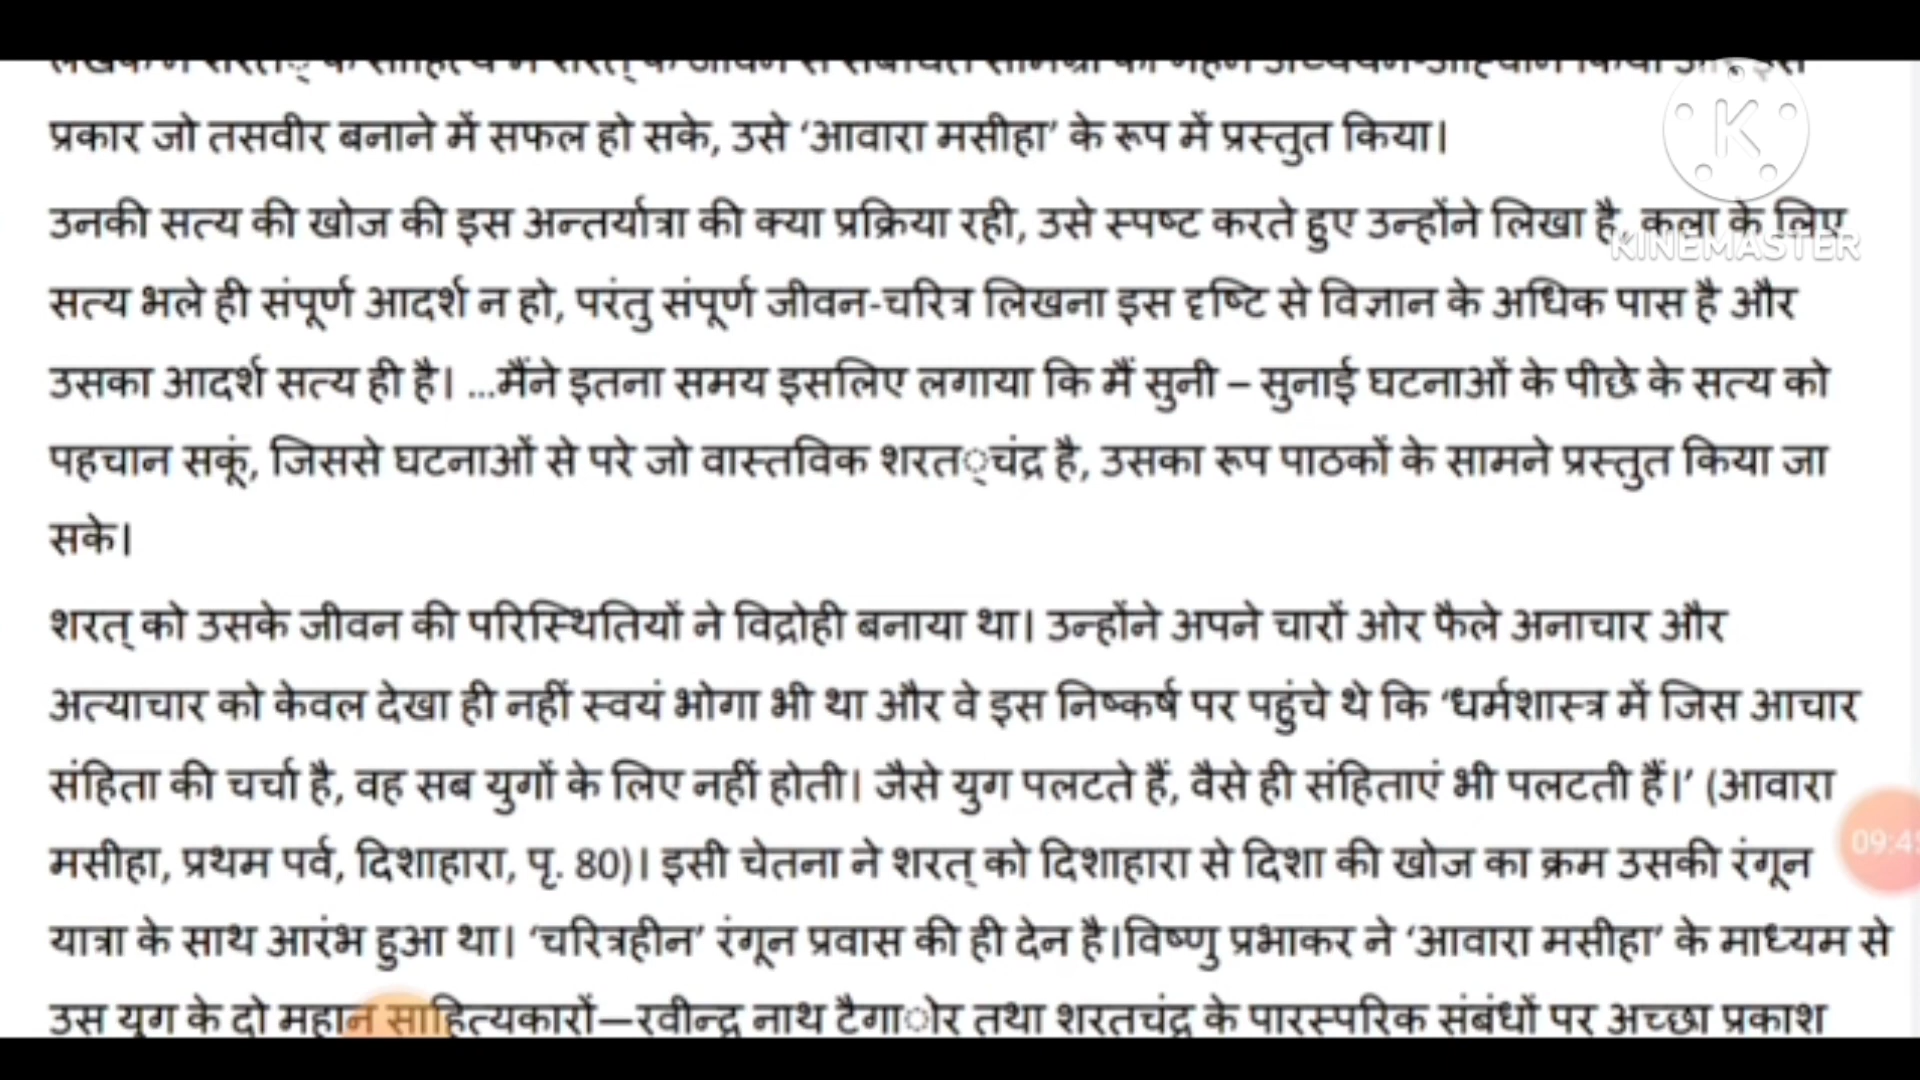 प्रकार जो तसवीर बनाने में सफल हो सके, उसे ‘आवारा मसीहा’ के रूप में प्रस्तुत किया।
उनकी सत्य की खोज की इस अन्तर्यात्रा की क्या प्रक्रिया रही, उसे स्पष्ट करते हुए उन्होंने लिखा है, कला के लिए
सत्य भले ही संपूर्ण आदर्श न हो, परंतु संपूर्ण जीवन-चरित्र लिखना इस दृष्टि से विज्ञान के अधिक पास है और
उसका आदर्श सत्य ही है। ...मैंने इतना समय इसलिए लगाया कि मैं सुनी – सुनाई घटनाओं के पीछे के सत्य को
पहचान सकूं, जिससे घटनाओं से परे जो वास्तविक शरत्चंद्र है, उसका रूप पाठकों के सामने प्रस्तुत किया जा
सके।
शरत् को उसके जीवन की परिस्थितियों ने विद्रोही बनाया था। उन्होंने अपने चारों ओर फैले अनाचार और
अत्याचार को केवल देखा ही नहीं स्वयं भोगा भी था और वे इस निष्कर्ष पर पहुंचे थे कि ‘धर्मशास्त्र में जिस आचार
संहिता की चर्चा है, वह सब युगों के लिए नहीं होती। जैसे युग पलटते हैं, वैसे ही संहिताएं भी पलटती हैं।’ (आवारा
मसीहा, प्रथम पर्व, दिशाहारा, पृ. 80)। इसी चेतना ने शरत् को दिशाहारा से दिशा की खोज का क्रम उसकी रंगून
यात्रा के साथ आरंभ हुआ था। ‘चरित्रहीन’ रंगून प्रवास की ही देन है।विष्णु प्रभाकर ने ‘आवारा मसीहा’ के माध्यम से
उस युग के दो महान साहित्यकारों—रवीन्द्र नाथ टैगाोर तथा शरतचंद्र के पारस्परिक संबंधों पर अच्छा प्रकाश
K
KINEMASTER